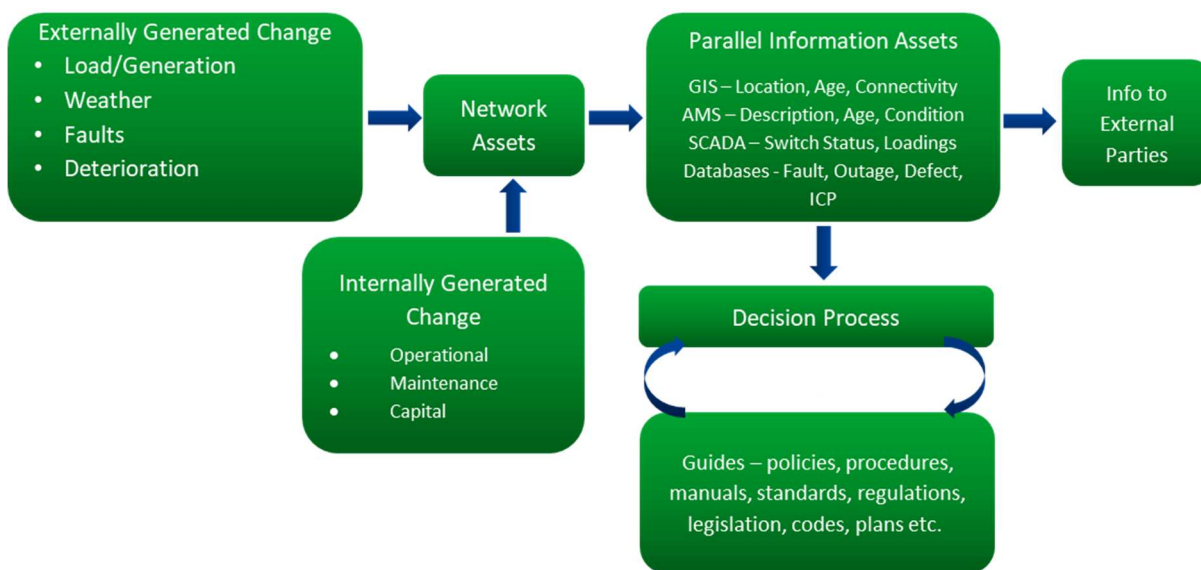 Externally Generated Change
• Load/Generation
• Weather
• Faults
• Deterioration
Network
Assets
Parallel Information Assets
GIS – Location, Age, Connectivity
AMS – Description, Age, Condition
SCADA – Switch Status, Loadings
Databases - Fault, Outage, Defect,
ICP
Info to
External
Parties
Internally Generated
Change
• Operational
• Maintenance
• Capital
Decision Process
Guides – policies, procedures,
manuals, standards, regulations,
legislation, codes, plans etc.